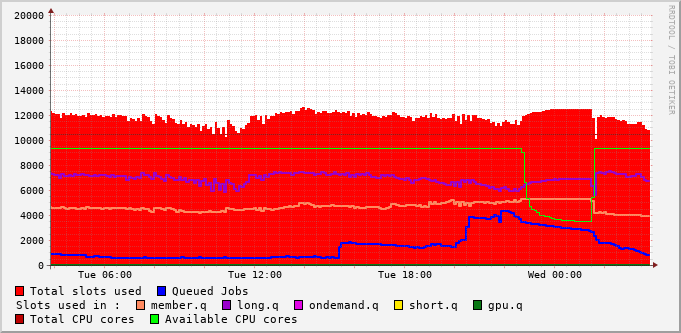 20000
18000
16000
14000
12000
10000
8000
6000
4000
2000
0
Tue 06:00 Tue 12:00 Tue 18:00 Wed 00:00
RRDTOOL / TOBI OETIKER
Total slots used Queued Jobs
Slots used in : member.q long.q ondemand.q short.q gpu.q
Total CPU cores Available CPU cores